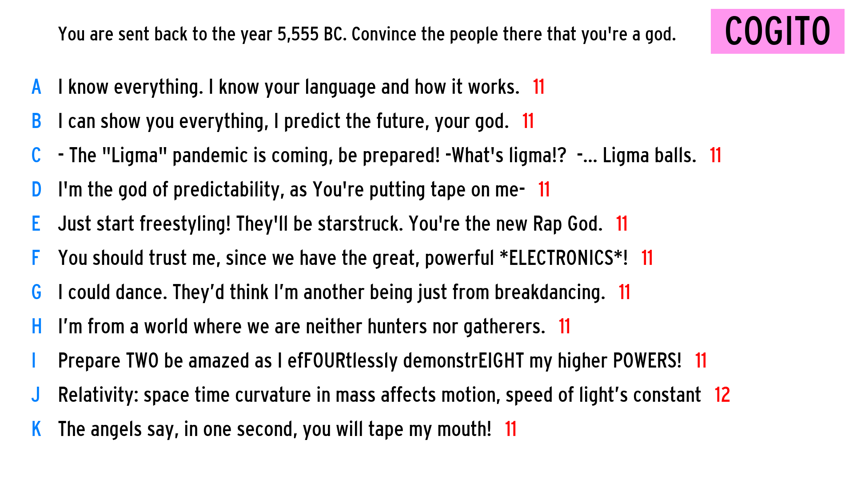 You are sent back to the year 5,555 BC. Convince the people there that you're a god.
COGITO
A I know everything. I know your language and how it works. 11
B I can show you everything, I predict the future, your god. 11
C - The "Ligma" pandemic is coming, be prepared! -What's ligma!? -... Ligma balls. 11
D I'm the god of predictability, as You're putting tape on me- 11
E Just start freestyling! They'll be starstruck. You're the new Rap God. 11
F You should trust me, since we have the great, powerful *ELECTRONICS*! 11
G I could dance. They’d think I’m another being just from breakdancing. 11
H I’m from a world where we are neither hunters nor gatherers. 11
I Prepare TWO be amazed as I efFOURtlessly demonstrEIGHT my higher POWERS! 11
J Relativity: space time curvature in mass affects motion, speed of light’s constant 12
K The angels say, in one second, you will tape my mouth! 11